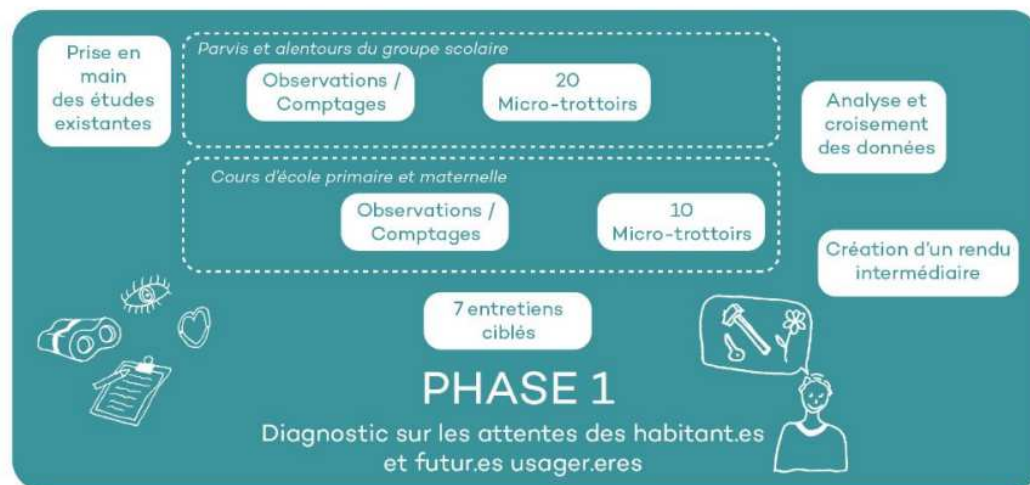 Prise en
main
des études
existantes
Parvis et alentours du groupe scolaire
Observations /
Comptages
20
Micro-trottoirs
Cours d'école primaire et maternelle
Observations /
Comptages
10
Micro-trottoirs
Analyse et
croisement
des données
Création d'un rendu
intermédiaire
7 entretiens
ciblés
PHASE 1
Diagnostic sur les attentes des habitant.es
et futur.es usager.eres